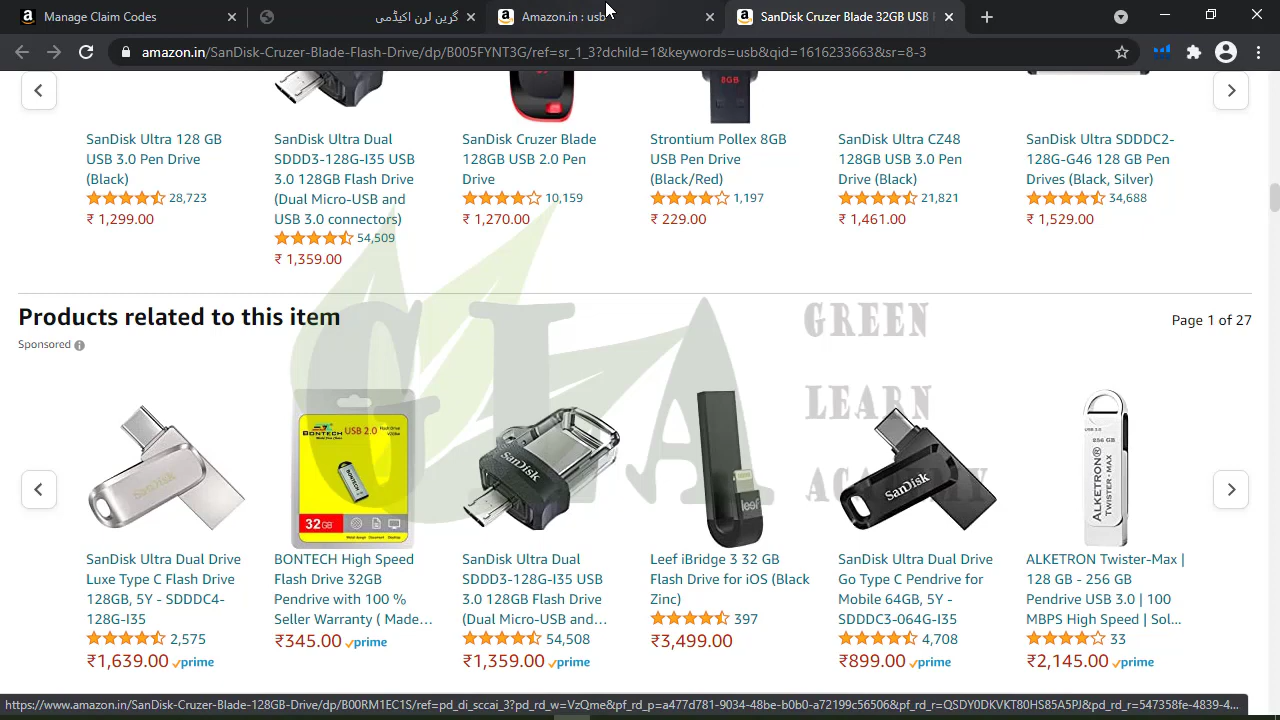 Manage Claim Codes
گرین لرن اکیڈمی
Amazon.in : usb
SanDisk Cruzer Blade 32GB USB F
amazon.in/SanDisk-Cruzer-Blade-Flash-Drive/dp/B005FYNT3G/ref=sr_1_3?dchild=1&keywords=usb&qid=1616233663&sr=8-3
8GB
SanDisk Ultra 128 GB
USB 3.0 Pen Drive
(Black)
28,723
₹ 1,299.00
SanDisk Ultra Dual
SDDD3-128G-I35 USB
3.0 128GB Flash Drive
(Dual Micro-USB and
USB 3.0 connectors)
54,509
₹ 1,359.00
SanDisk Cruzer Blade
128GB USB 2.0 Pen
Drive
10,159
₹ 1,270.00
Strontium Pollex 8GB
USB Pen Drive
(Black/Red)
1,197
₹ 229.00
SanDisk Ultra CZ48
128GB USB 3.0 Pen
Drive (Black)
21,821
₹ 1,461.00
SanDisk Ultra SDDDC2-
128G-G46 128 GB Pen
Drives (Black, Silver)
34,688
₹ 1,529.00
Products related to this item
Page 1 of 27
Sponsored
GLA
GREEN
LEARN
ACADEMY
SanDisk
BONTECH
USB 2.0
BONTECH
32GB
SanDisk
leef
SanDisk
256 GB
ALKETRON®
TWISTER-MAX
SanDisk Ultra Dual Drive
Luxe Type C Flash Drive
128GB, 5Y - SDDDC4-
128G-I35
2,575
₹1,639.00 prime
BONTECH High Speed
Flash Drive 32GB
Pendrive with 100 %
Seller Warranty ( Made...
₹345.00 prime
SanDisk Ultra Dual
SDDD3-128G-I35 USB
3.0 128GB Flash Drive
(Dual Micro-USB and...
54,508
₹1,359.00 prime
Leef iBridge 3 32 GB
Flash Drive for iOS (Black
Zinc)
397
₹3,499.00
SanDisk Ultra Dual Drive
Go Type C Pendrive for
Mobile 64GB, 5Y -
SDDDC3-064G-I35
4,708
₹899.00 prime
ALKETRON Twister-Max |
128 GB - 256 GB
Pendrive USB 3.0 | 100
MBPS High Speed | Sol...
33
₹2,145.00 prime
https://www.amazon.in/SanDisk-Cruzer-Blade-128GB-Drive/dp/B00RM1EC1S/ref=pd_di_sccai_3?pd_rd_w=VzQme&pf_rd_p=a477d781-9034-48be-b0b0-a72199c56506&pf_rd_r=QSDY0DKVKT80HS85A5PJ&pd_rd_r=547358fe-4839-4...